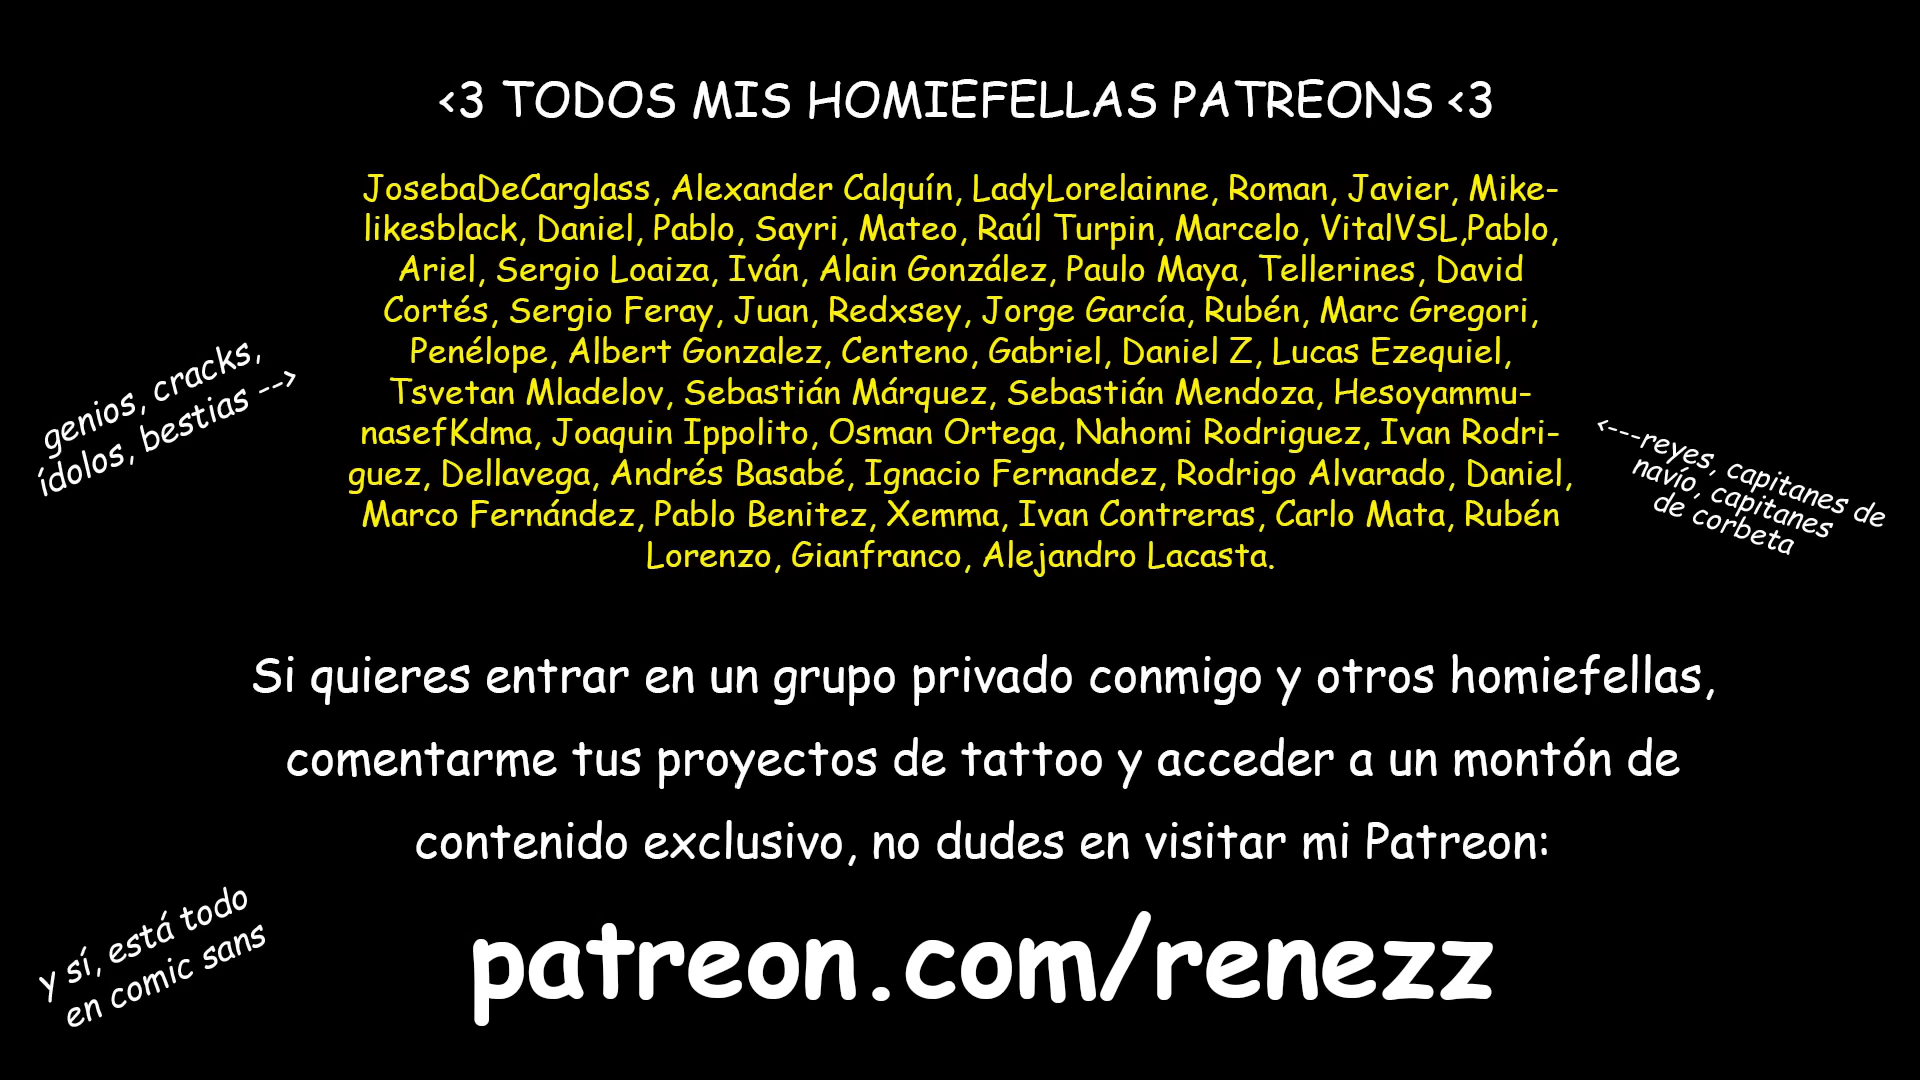 <3 TODOS MIS HOMIEFELLAS PATREONS <3
JosebaDeCarglass, Alexander Calquín, LadyLorelainne, Roman, Javier, Mike-
likesblack, Daniel, Pablo, Sayri, Mateo, Raúl Turpin, Marcelo, VitalVSL,Pablo,
Ariel, Sergio Loaiza, Iván, Alain González, Paulo Maya, Tellerines, David
Cortés, Sergio Feray, Juan, Redxsey, Jorge García, Rubén, Marc Gregori,
Penélope, Albert Gonzalez, Centeno, Gabriel, Daniel Z, Lucas Ezequiel,
Tsvetan Mladelov, Sebastián Márquez, Sebastián Mendoza, Hesoyammu-
nasefKdma, Joaquin Ippolito, Osman Ortega, Nahomi Rodriguez, Ivan Rodri-
guez, Dellavega, Andrés Basabé, Ignacio Fernandez, Rodrigo Alvarado, Daniel,
Marco Fernández, Pablo Benitez, Xemma, Ivan Contreras, Carlo Mata, Rubén
Lorenzo, Gianfranco, Alejandro Lacasta.
genios, cracks,
ídolos, bestias -->
<---reyes, capitanes de
navío, capitanes
de corbeta
Si quieres entrar en un grupo privado conmigo y otros homiefellas,
comentarme tus proyectos de tattoo y acceder a un montón de
contenido exclusivo, no dudes en visitar mi Patreon:
y sí, está todo
en comic sans
patreon.com/renezz